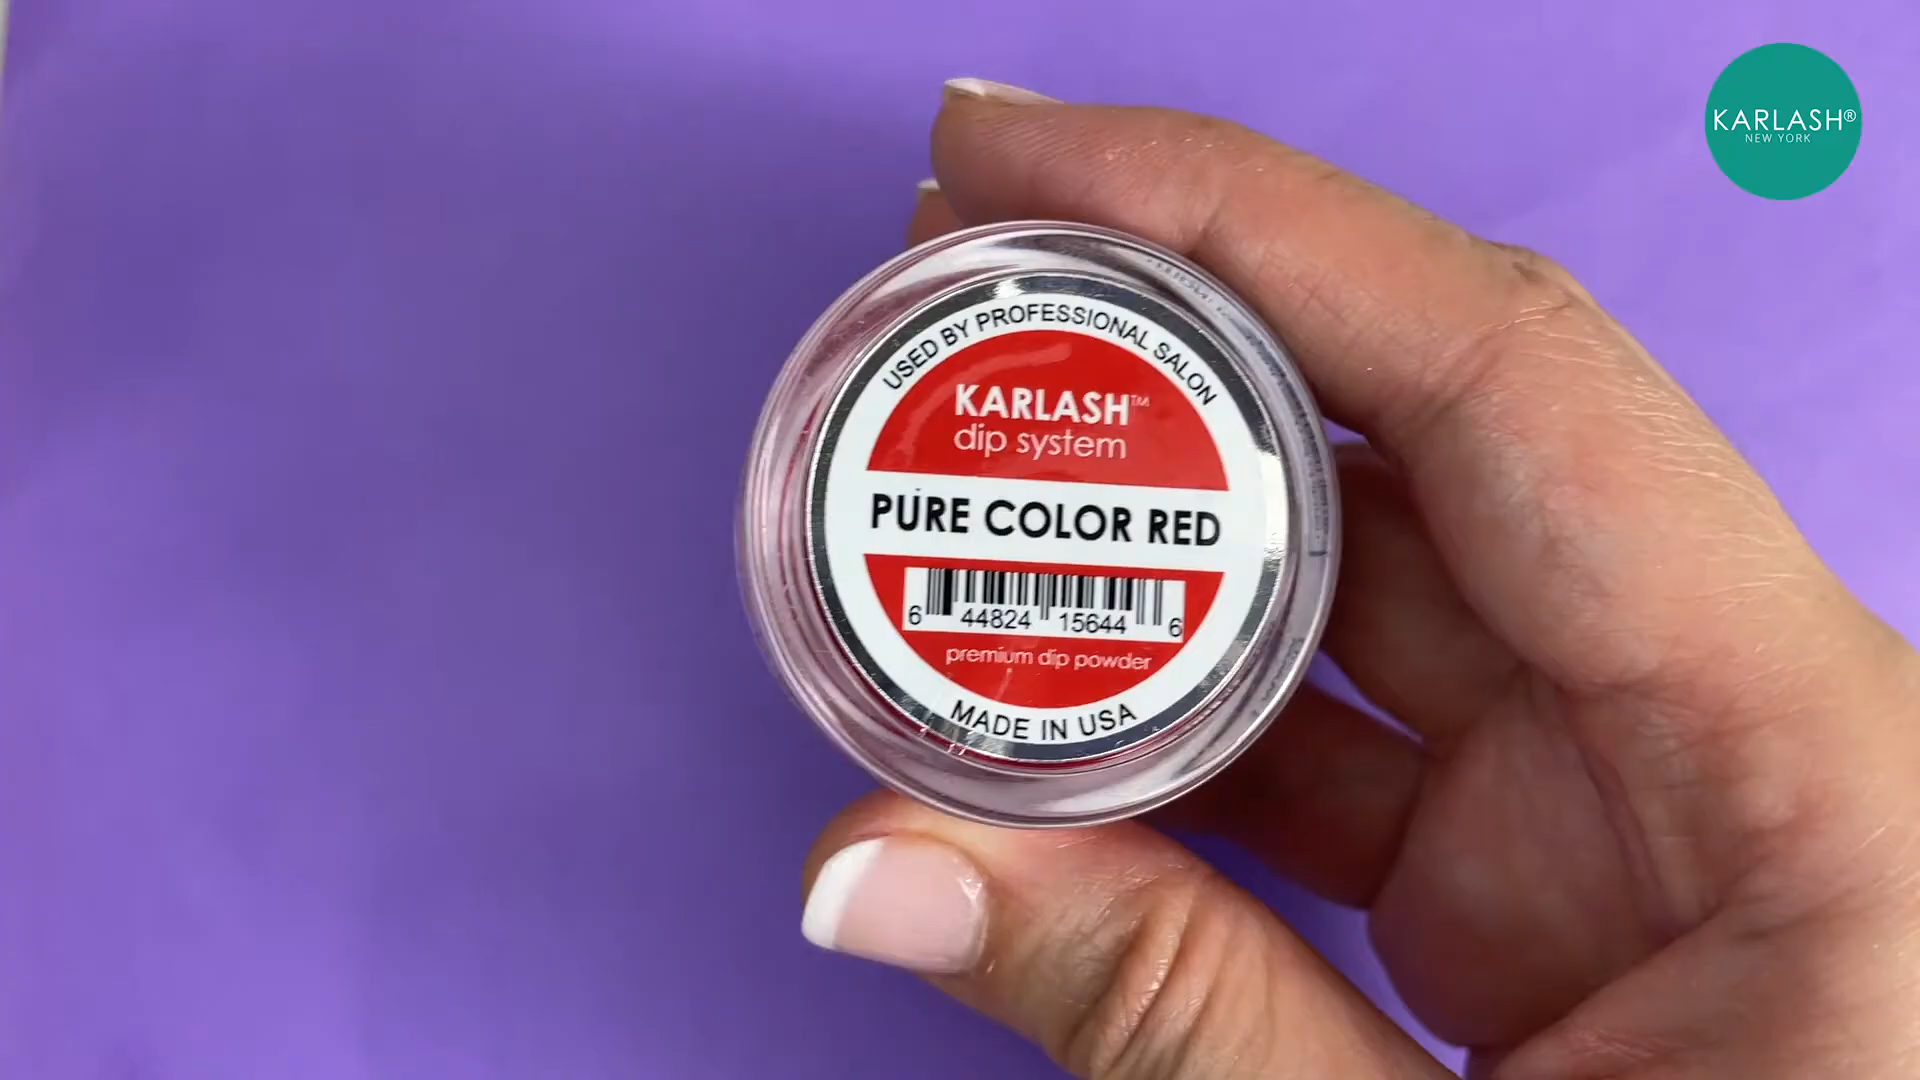 USED BY PROFESSIONAL SALON
KARLASH™
dip system
PURE COLOR RED
6 44824 15644 6
premium dip powder
MADE IN USA
KARLASH®
NEW YORK